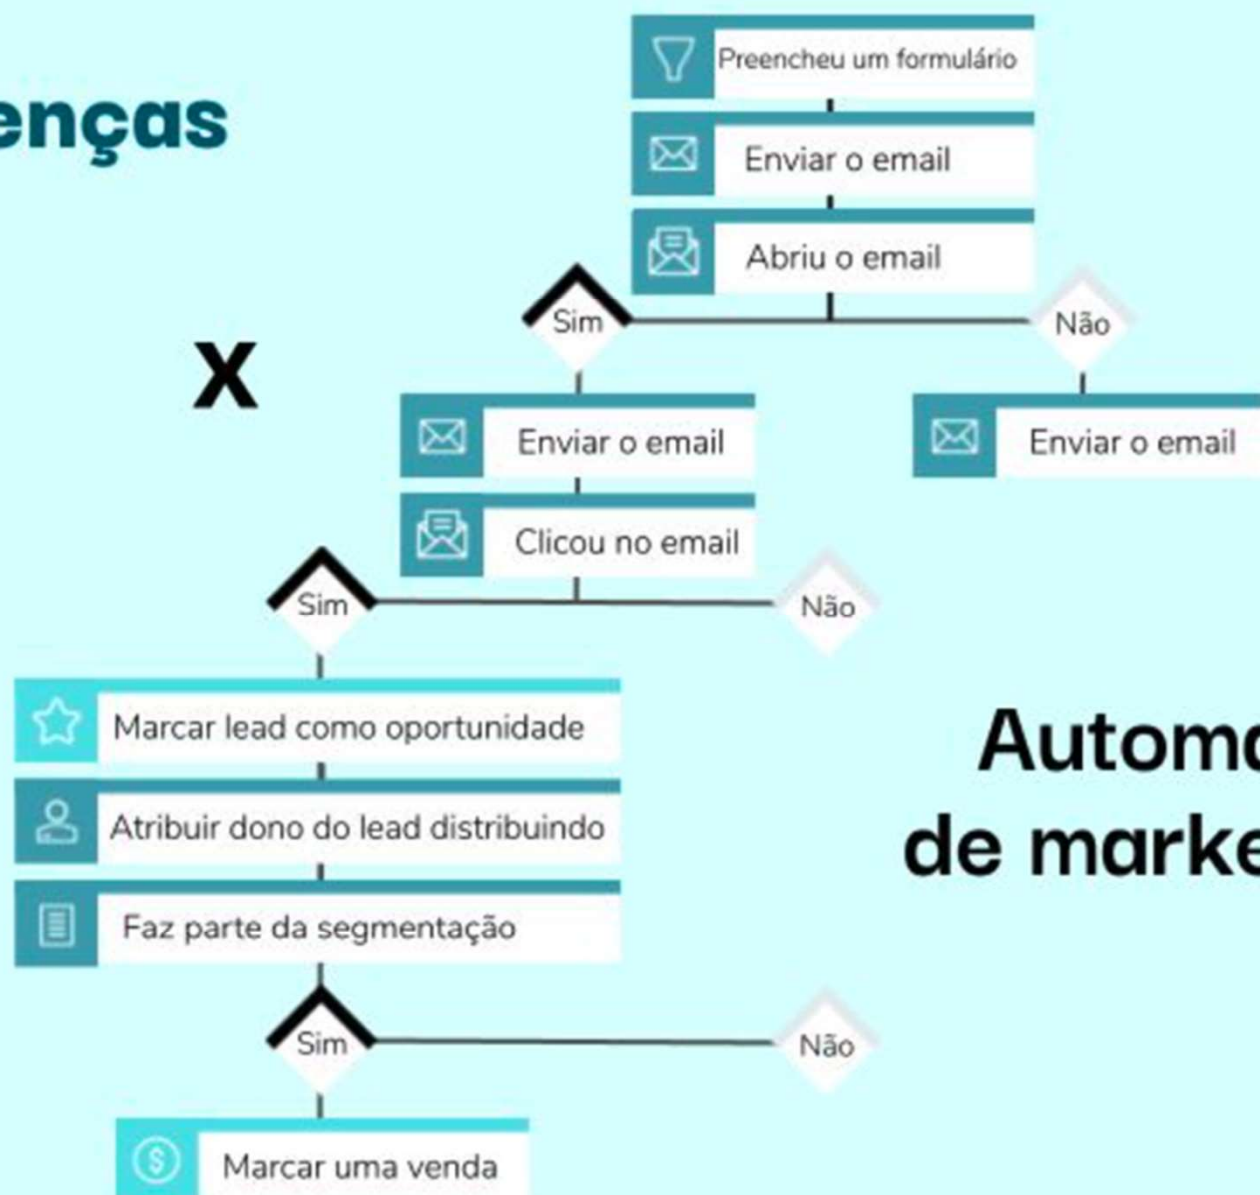 enças
X
Preencheu um formulário
Enviar o email
Abriu o email
Sim
Não
Enviar o email
Enviar o email
Clicou no email
Sim
Não
Marcar lead como oportunidade
Atribuir dono do lead distribuindo
Faz parte da segmentação
Sim
Não
Marcar uma venda
Automa
de marke